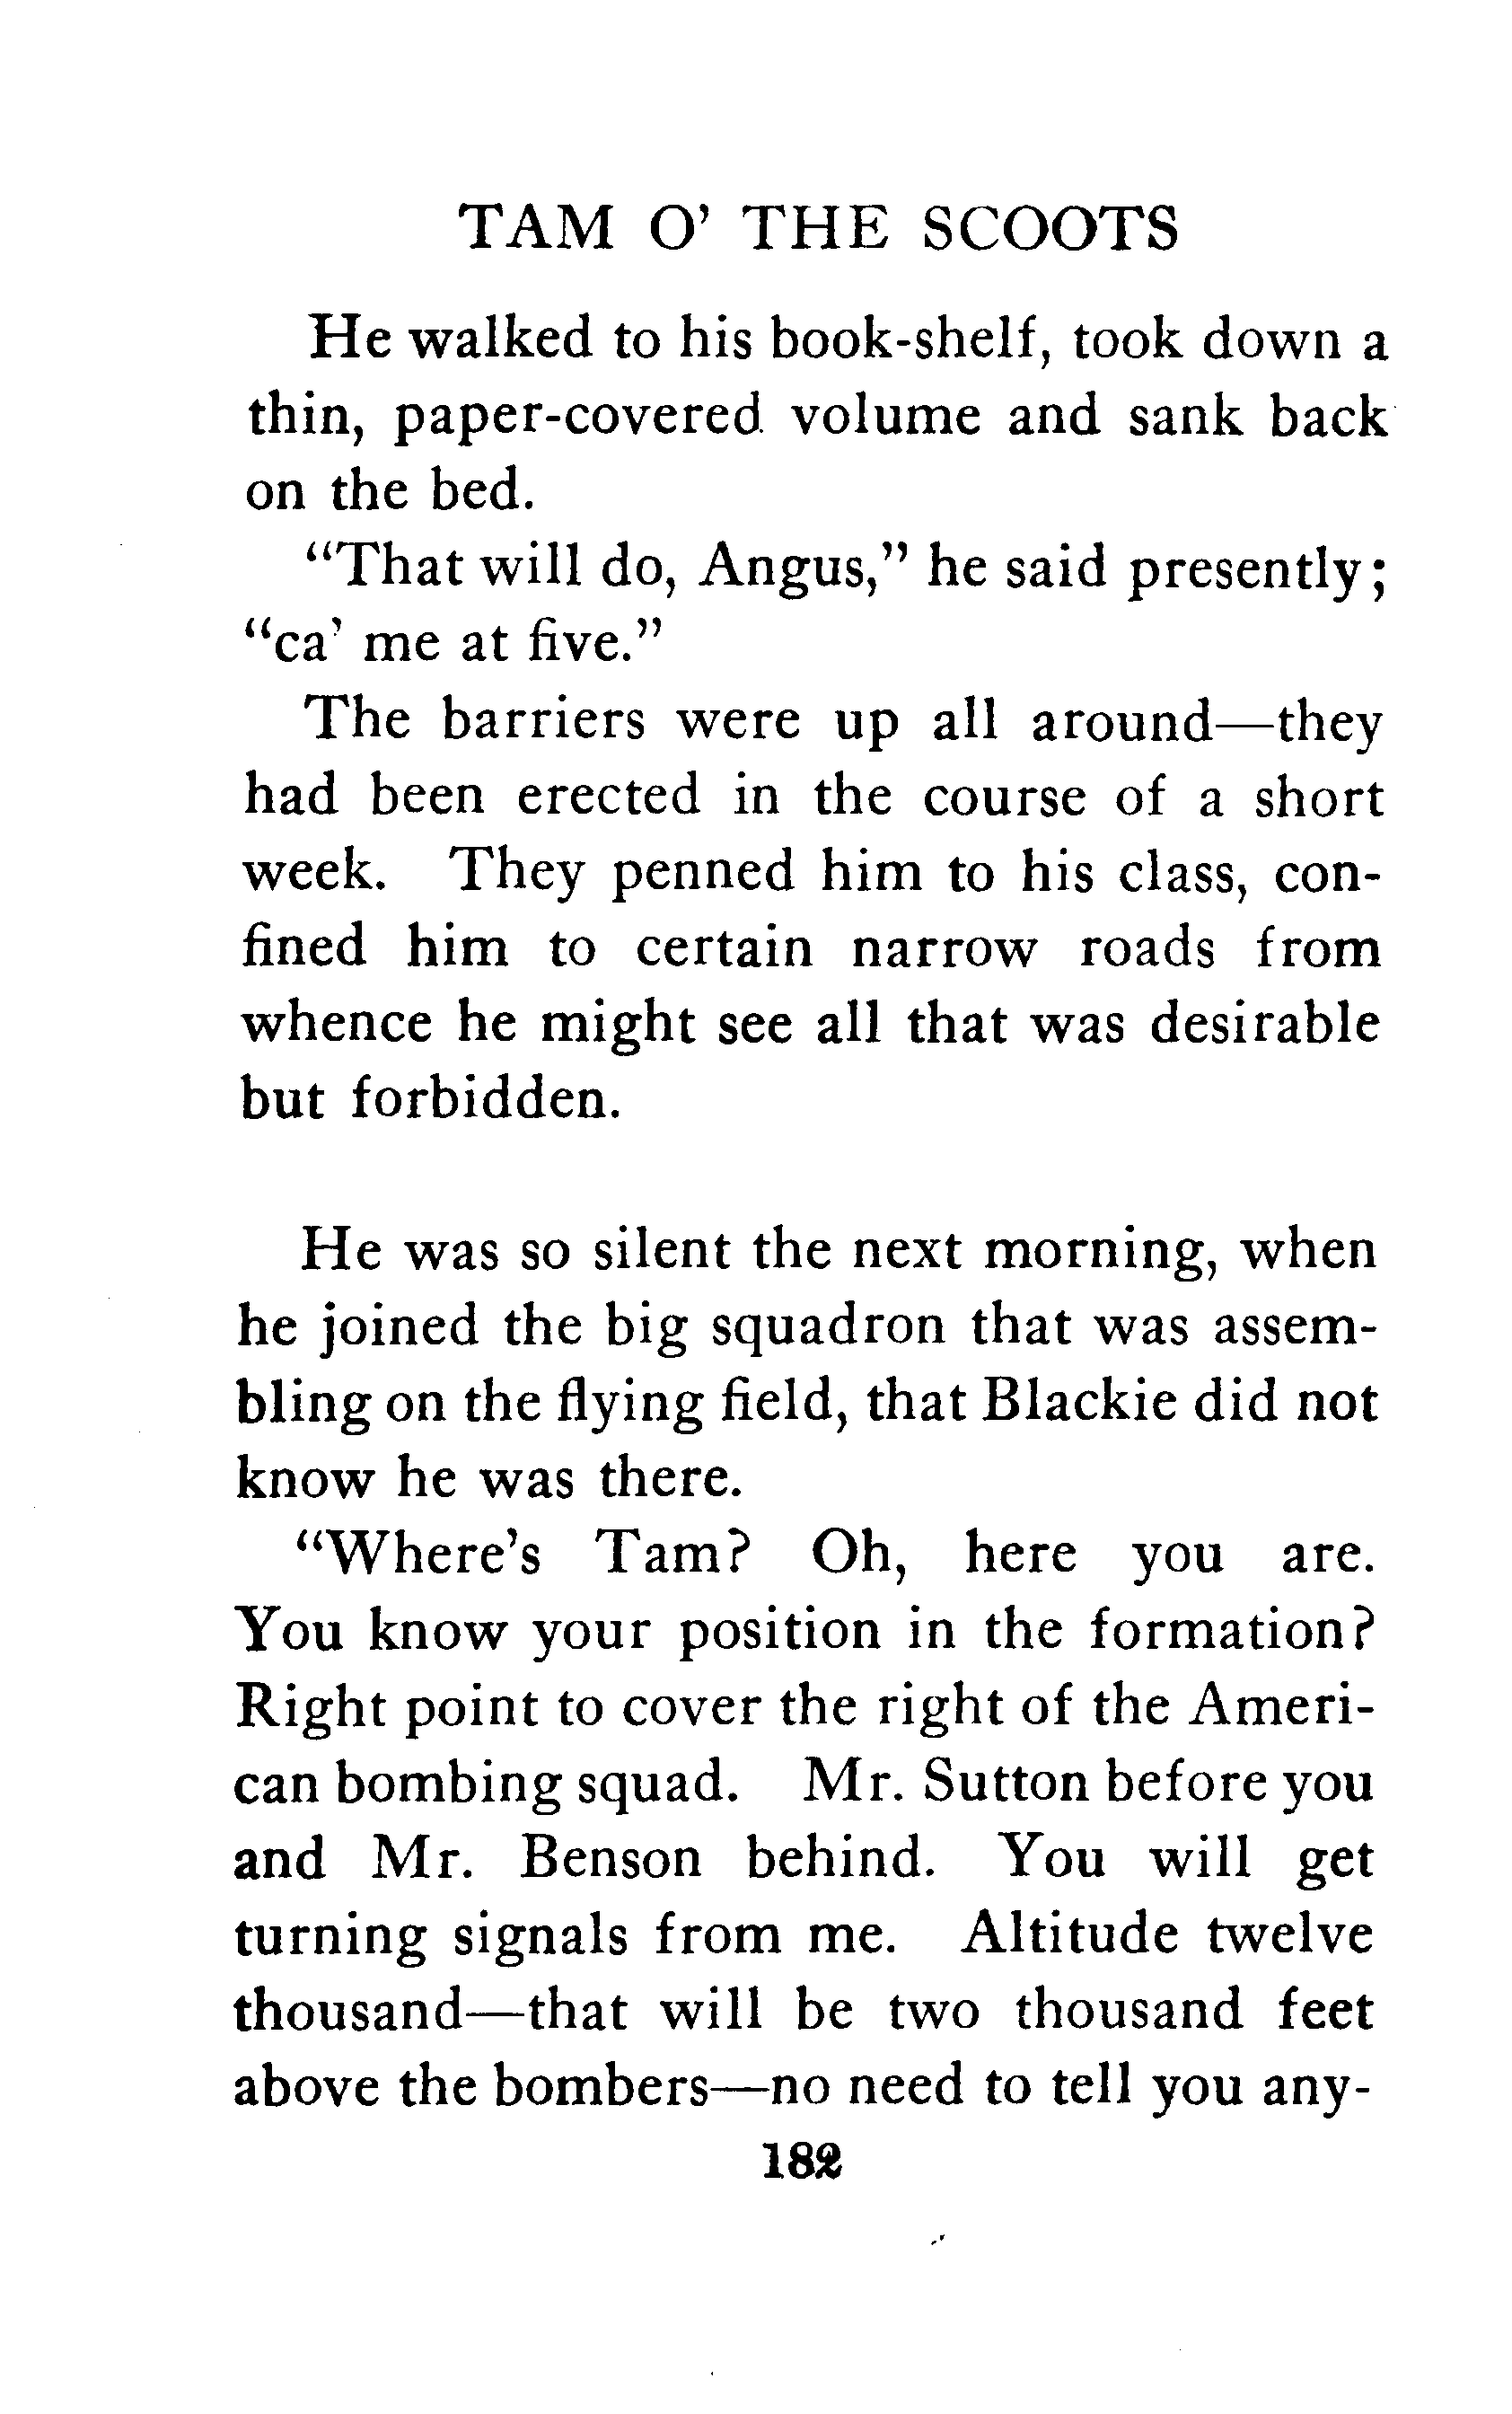 TAM O' THE SCOOTS
He walked to his book-shelf, took down a
thin, paper-covered volume and sank back
on the bed.
"That will do, Angus," he said presently;
"ca' me at five."
The barriers were up all around—they
had been erected in the course of a short
week. They penned him to his class, con-
fined him to certain narrow roads from
whence he might see all that was desirable
but forbidden.
He was so silent the next morning, when
he joined the big squadron that was assem-
bling on the flying field, that Blackie did not
know he was there.
"Where's Tam? Oh, here you are.
You know your position in the formation?
Right point to cover the right of the Ameri-
can bombing squad. Mr. Sutton before you
and Mr. Benson behind. You will get
turning signals from me. Altitude twelve
thousand—that will be two thousand feet
above the bombers—no need to tell you any-
182